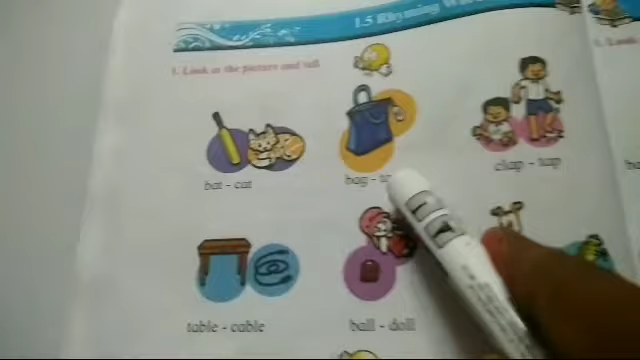 1.5 Rhyming
1. Look at the picture and tell
bat - cat
bag -
clap - tap
table - cable
ball - doll